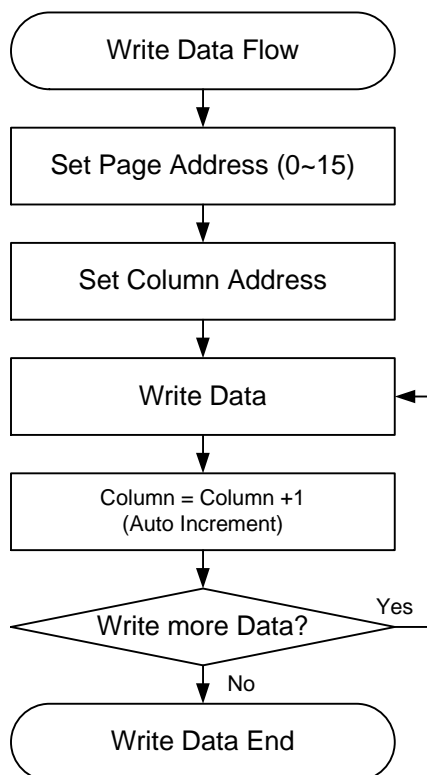 Write Data Flow
Set Page Address (0~15)
Set Column Address
Write Data
Column = Column +1
(Auto Increment)
Write more Data?
Yes
No
Write Data End